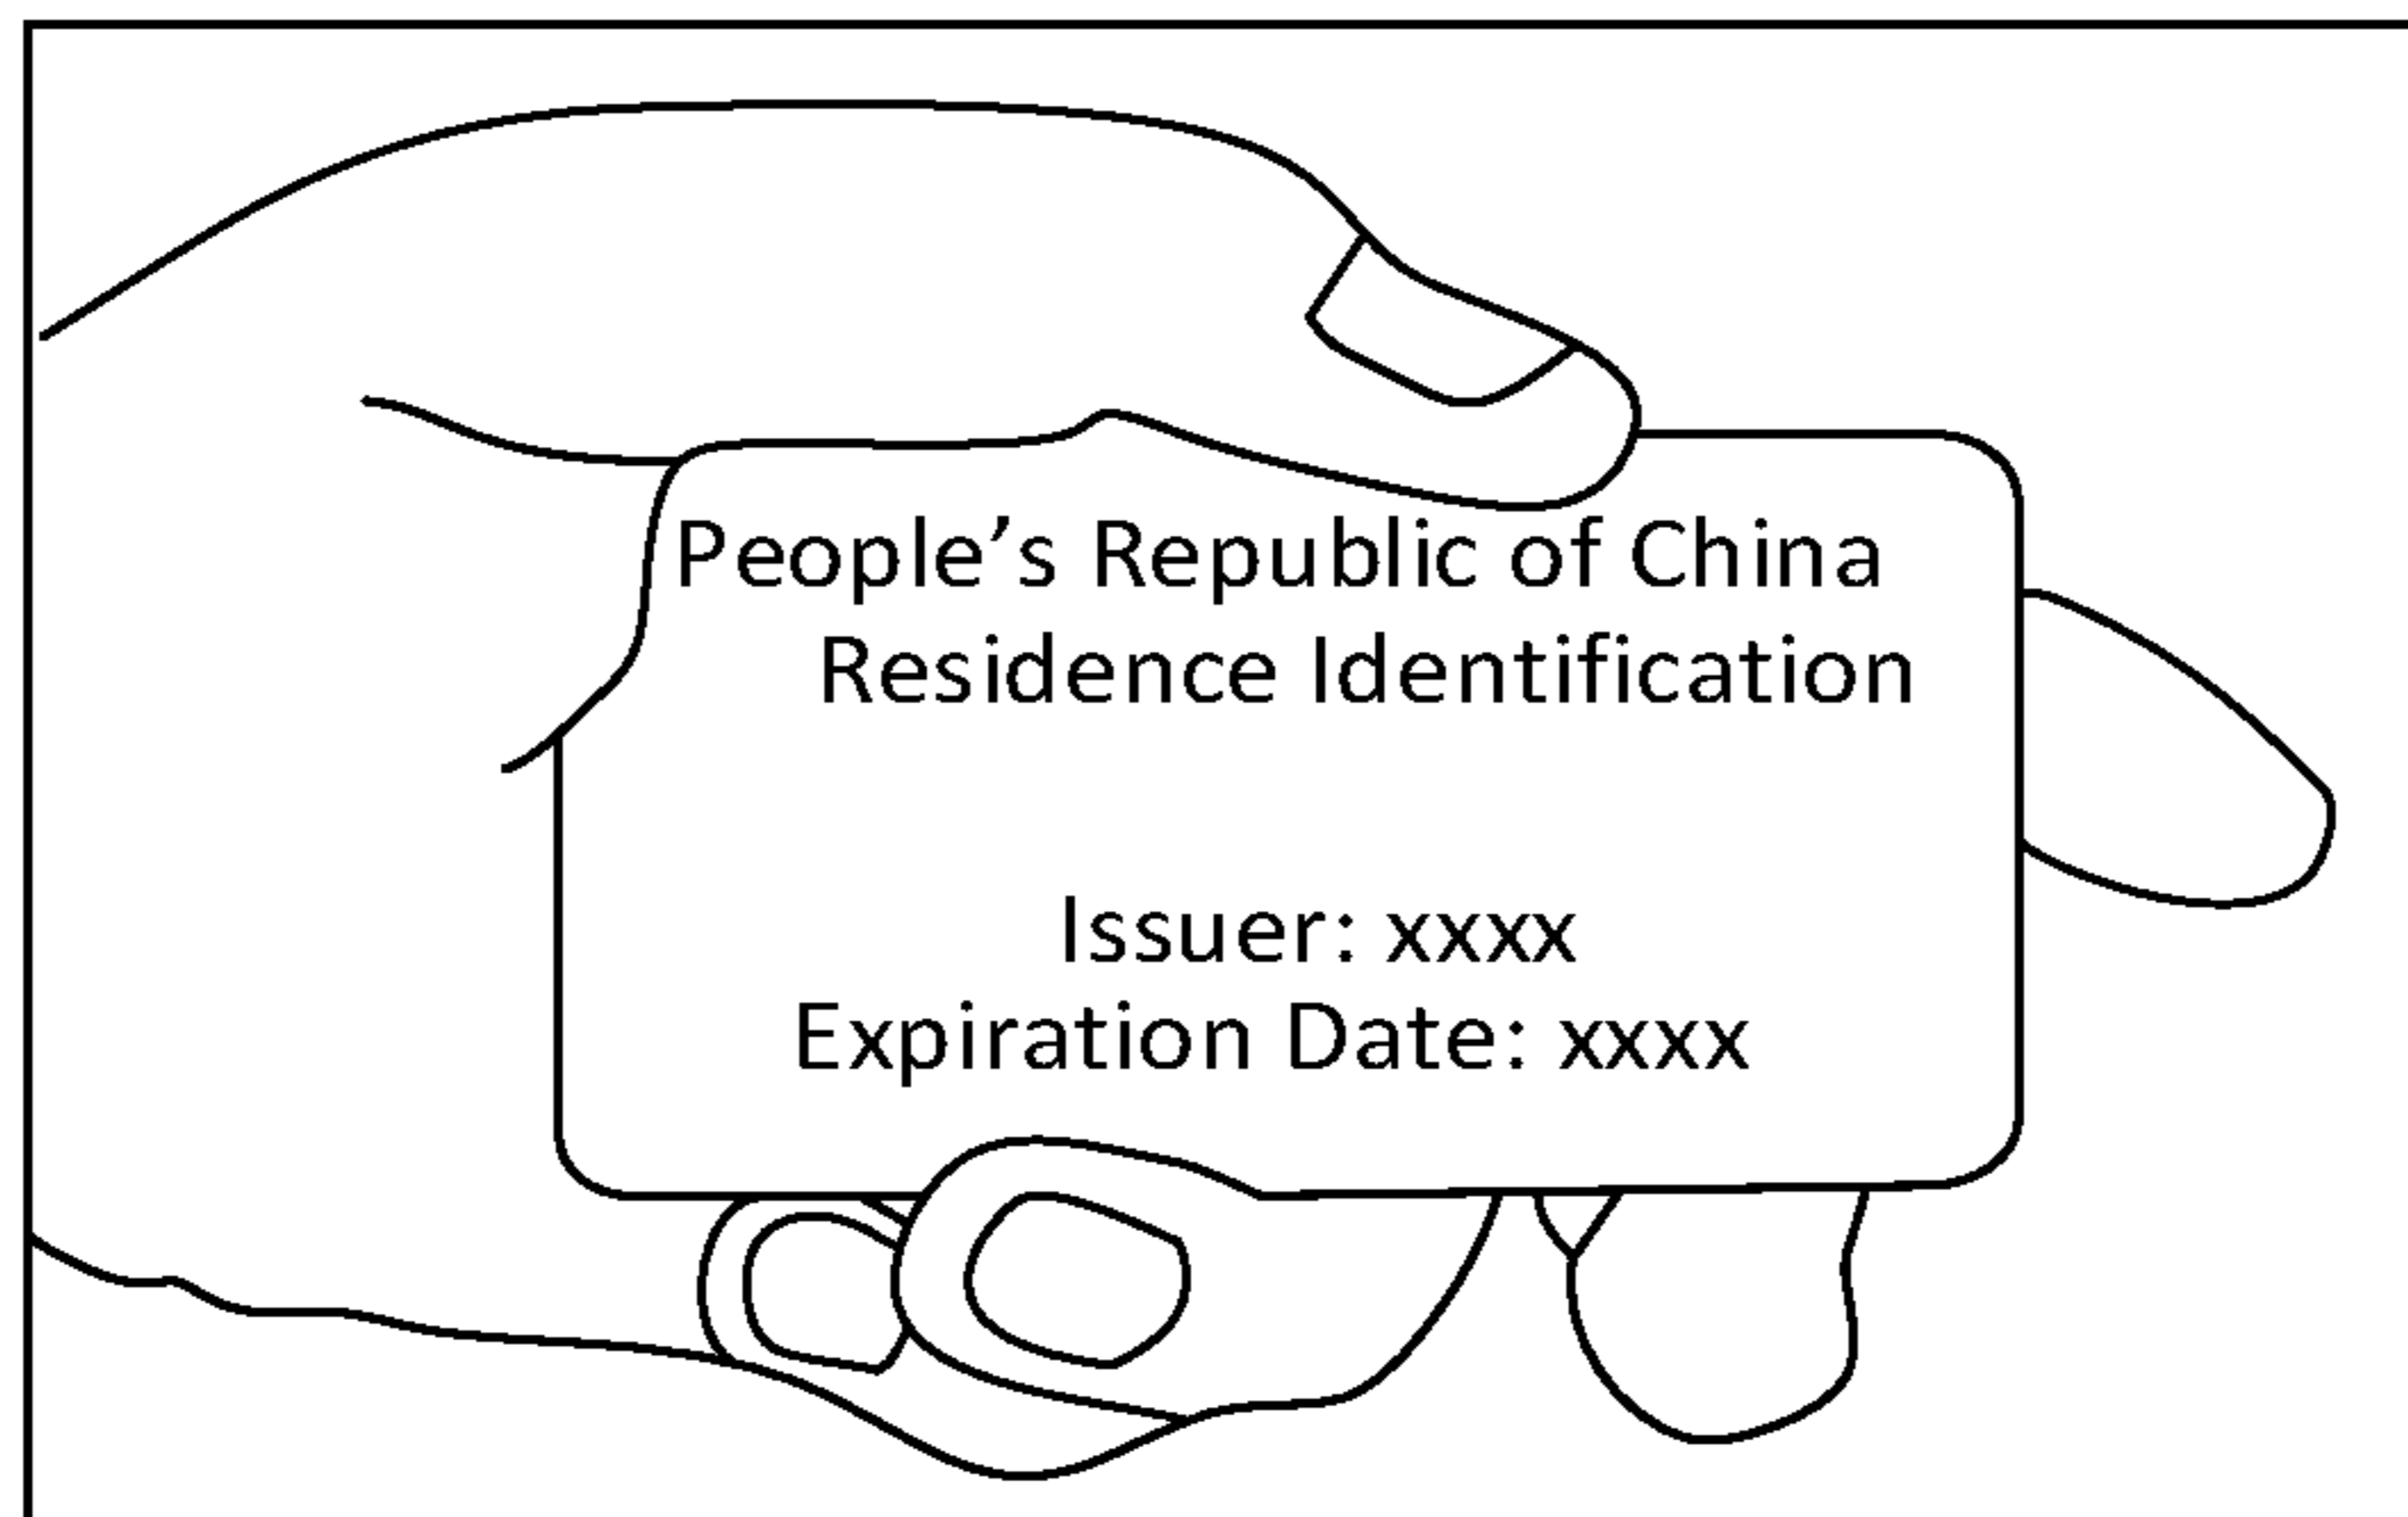 People’s Republic of China
Residence Identification
Issuer: xxxx
Expiration Date: xxxx